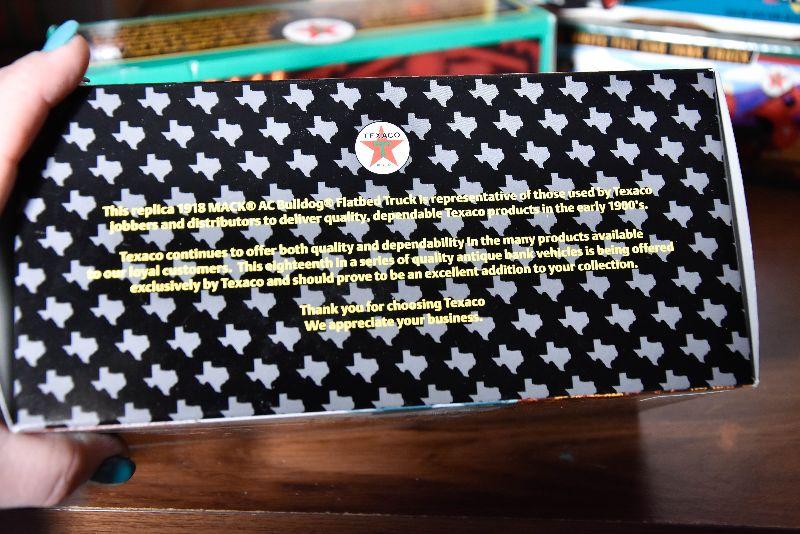 TEXACO
This replica 1918 MACK® AC Bulldog® Flatbed Truck is representative of those used by Texaco
jobbers and distributors to deliver quality, dependable Texaco products in the early 1900's.
Texaco continues to offer both quality and dependability in the many products available
to our loyal customers. This eighteenth in a series of quality antique bank vehicles is being offered
exclusively by Texaco and should prove to be an excellent addition to your collection.
Thank you for choosing Texaco
We appreciate your business.